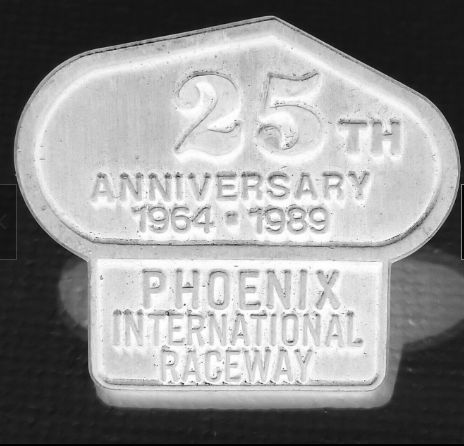 25TH
ANNIVERSARY
1964 • 1989
PHOENIX
INTERNATIONAL
RACEWAY